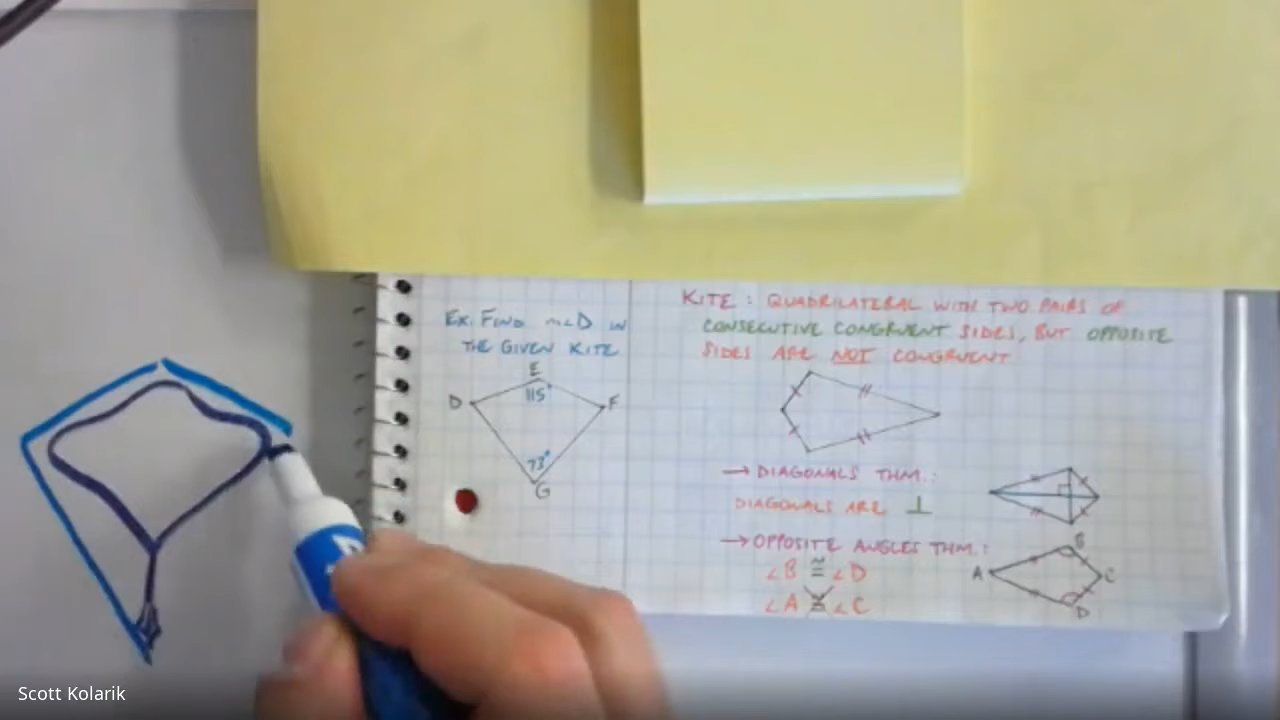 Ex. FIND m∠D IN
THE GIVEN KITE
E
115°
D
F
73°
G
KITE: QUADRILATERAL WITH TWO PAIRS OF
CONSECUTIVE CONGRUENT SIDES, BUT OPPOSITE
SIDES ARE NOT CONGRUENT
→ DIAGONALS THM.:
DIAGONALS ARE ⊥
→ OPPOSITE ANGLES THM.:
∠B ≅ ∠D
∠A ≇ ∠C
B
A
C
D
Scott Kolarik